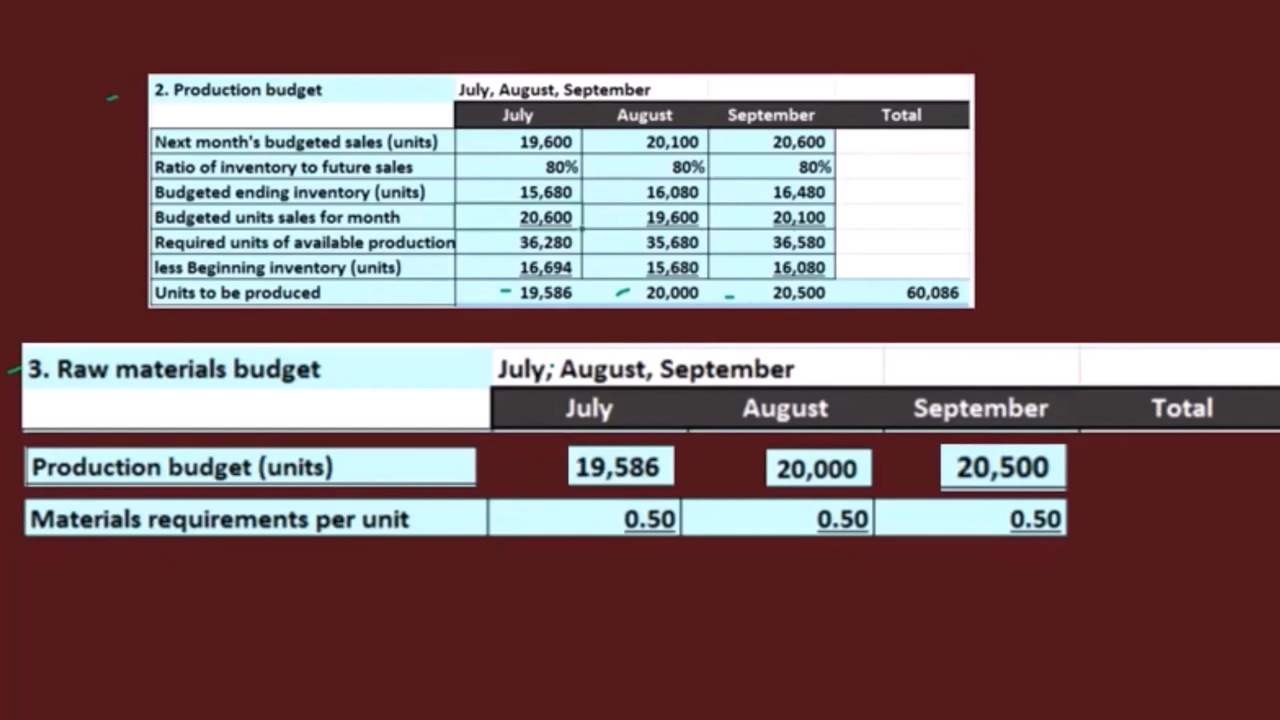 2. Production budget July, August, September
July August September Total
Next month's budgeted sales (units) 19,600 20,100 20,600
Ratio of inventory to future sales 80% 80% 80%
Budgeted ending inventory (units) 15,680 16,080 16,480
Budgeted units sales for month 20,600 19,600 20,100
Required units of available production 36,280 35,680 36,580
less Beginning inventory (units) 16,694 15,680 16,080
Units to be produced 19,586 20,000 20,500 60,086
3. Raw materials budget July, August, September
July August September Total
Production budget (units) 19,586 20,000 20,500
Materials requirements per unit 0.50 0.50 0.50